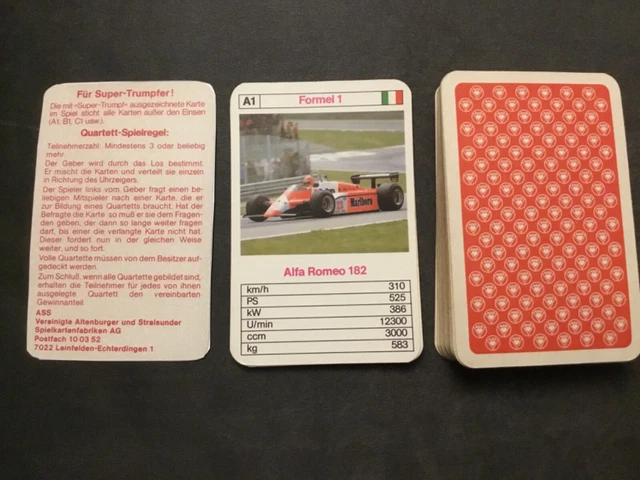 Für Super-Trumpfer!
Die mit »Super-Trumpf« ausgezeichnete Karte
im Spiel sticht alle Karten außer den Einsen
(A1, B1, C1 usw.).
Quartett-Spielregel:
Teilnehmerzahl: Mindestens 3 oder beliebig
mehr.
Der Geber wird durch das Los bestimmt.
Er mischt die Karten und verteilt sie einzeln
in Richtung des Uhrzeigers.
Der Spieler links vom Geber fragt einen be-
liebigen Mitspieler nach einer Karte, die er
zur Bildung eines Quartetts braucht. Hat der
Befragte die Karte so muß er sie dem Fragen-
den geben, der dann so lange weiter fragen
darf, bis einer die verlangte Karte nicht hat.
Dieser fordert nun in der gleichen Weise
weiter, und so fort.
Volle Quartette müssen von dem Besitzer auf-
gedeckt werden.
Zum Schluß, wenn alle Quartette gebildet sind,
erhalten die Teilnehmer für jedes von ihnen
ausgelegte Quartett den vereinbarten
Gewinnanteil
ASS
Vereinigte Altenburger und Stralsunder
Spielkartenfabriken AG
Postfach 10 03 52
7022 Leinfelden-Echterdingen 1
A1 Formel 1
Marlboro
Alfa Romeo 182
km/h 310
PS 525
kW 386
U/min 12300
ccm 3000
kg 583